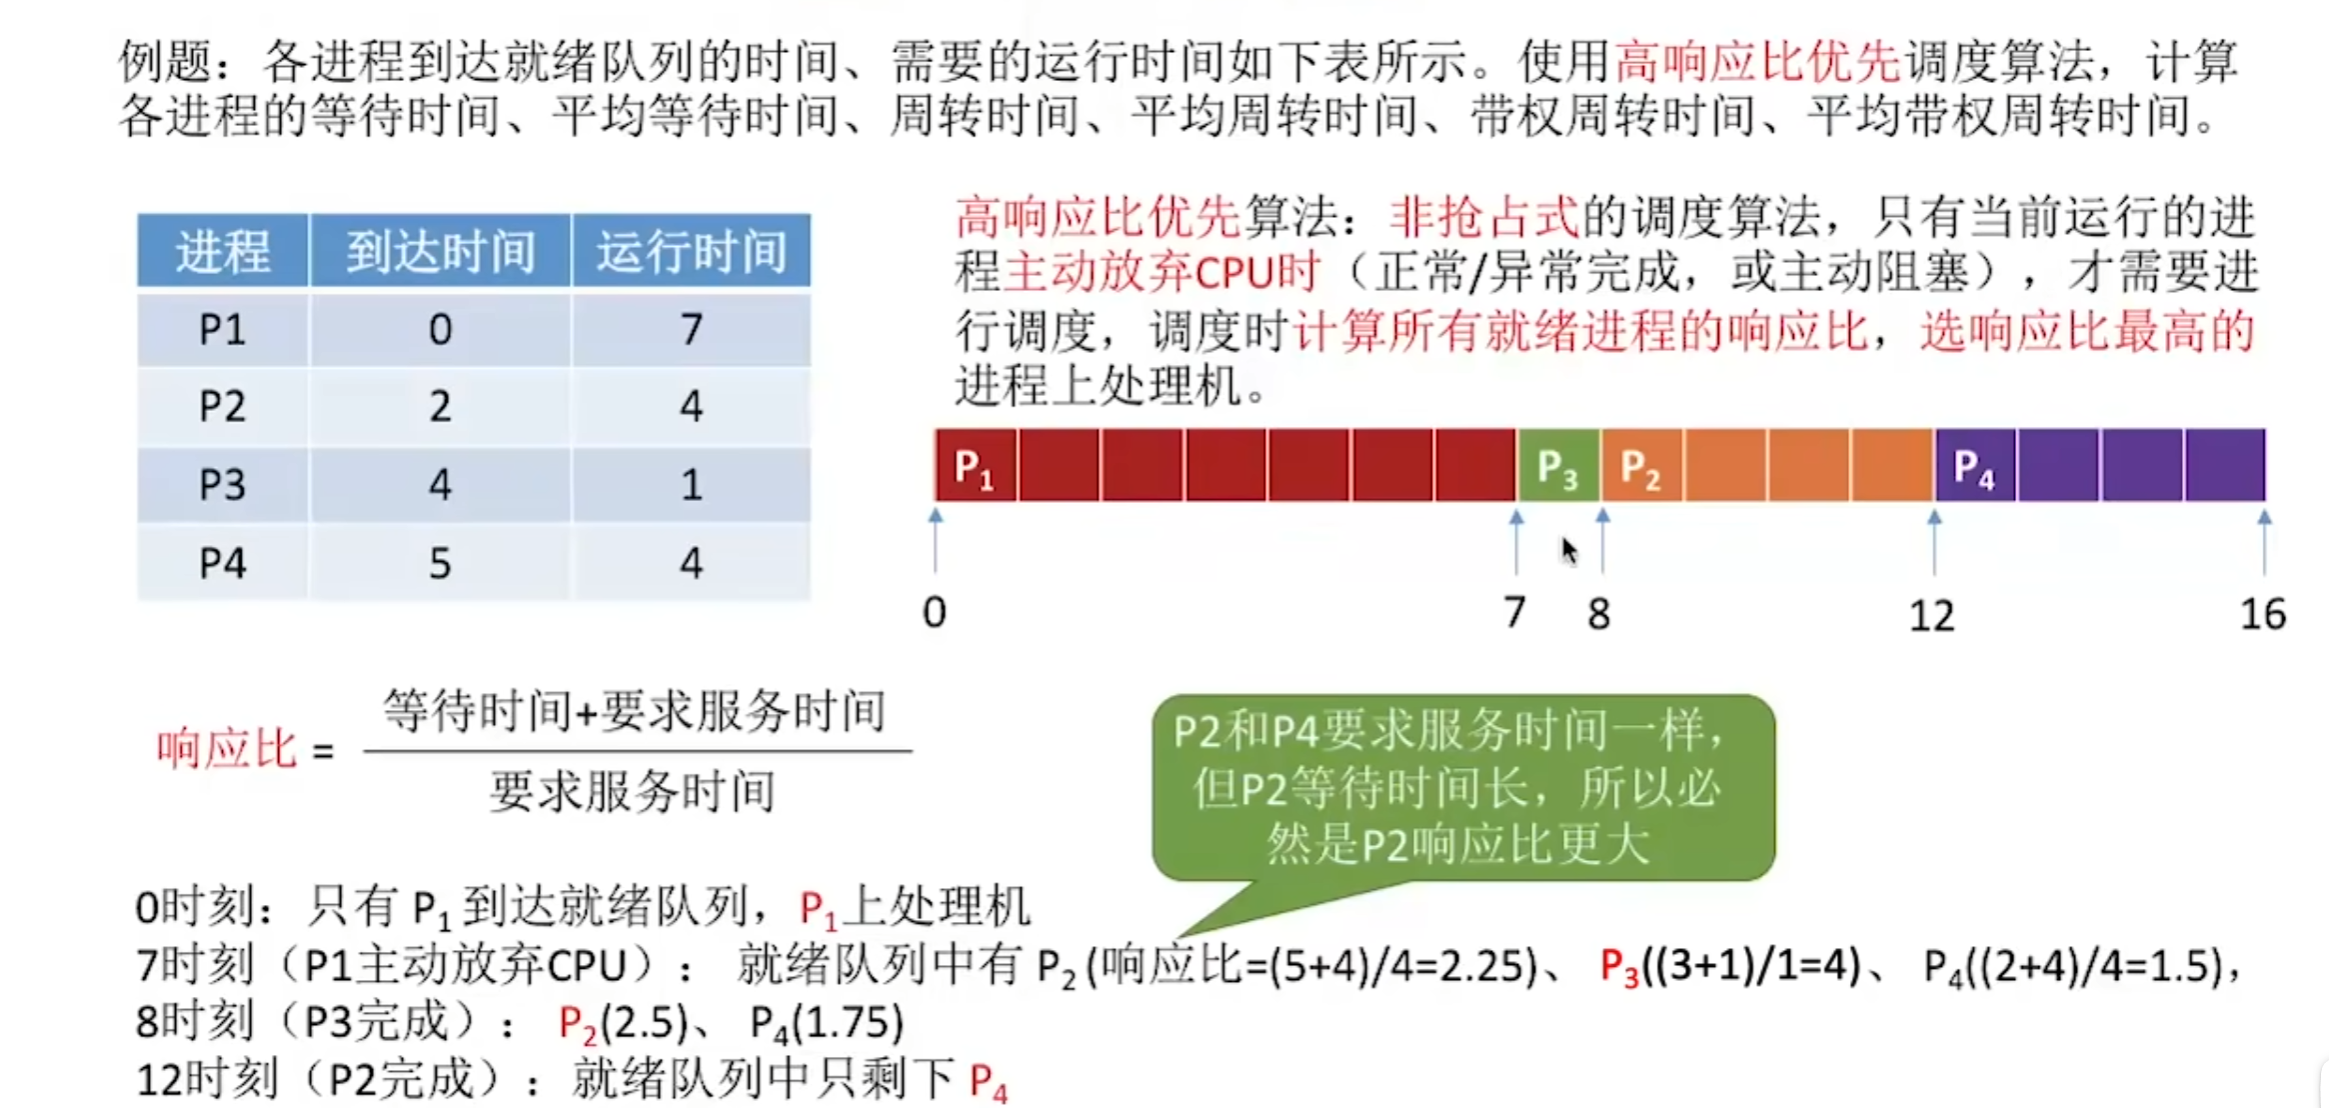 例题：各进程到达就绪队列的时间、需要的运行时间如下表所示。使用高响应比优先调度算法，计算
各进程的等待时间、平均等待时间、周转时间、平均周转时间、带权周转时间、平均带权周转时间。
进程 到达时间 运行时间
P1 0 7
P2 2 4
P3 4 1
P4 5 4
高响应比优先算法：非抢占式的调度算法，只有当前运行的进
程主动放弃CPU时（正常/异常完成，或主动阻塞），才需要进
行调度，调度时计算所有就绪进程的响应比，选响应比最高的
进程上处理机。
P₁ P₃ P₂ P₄
0 7 8 12 16
等待时间+要求服务时间
响应比 =
要求服务时间
P2和P4要求服务时间一样，
但P2等待时间长，所以必
然是P2响应比更大
0时刻：只有 P₁ 到达就绪队列，P₁上处理机
7时刻（P1主动放弃CPU）： 就绪队列中有 P₂ (响应比=(5+4)/4=2.25)、 P₃((3+1)/1=4)、 P₄((2+4)/4=1.5)，
8时刻（P3完成）： P₂(2.5)、 P₄(1.75)
12时刻（P2完成）：就绪队列中只剩下 P₄